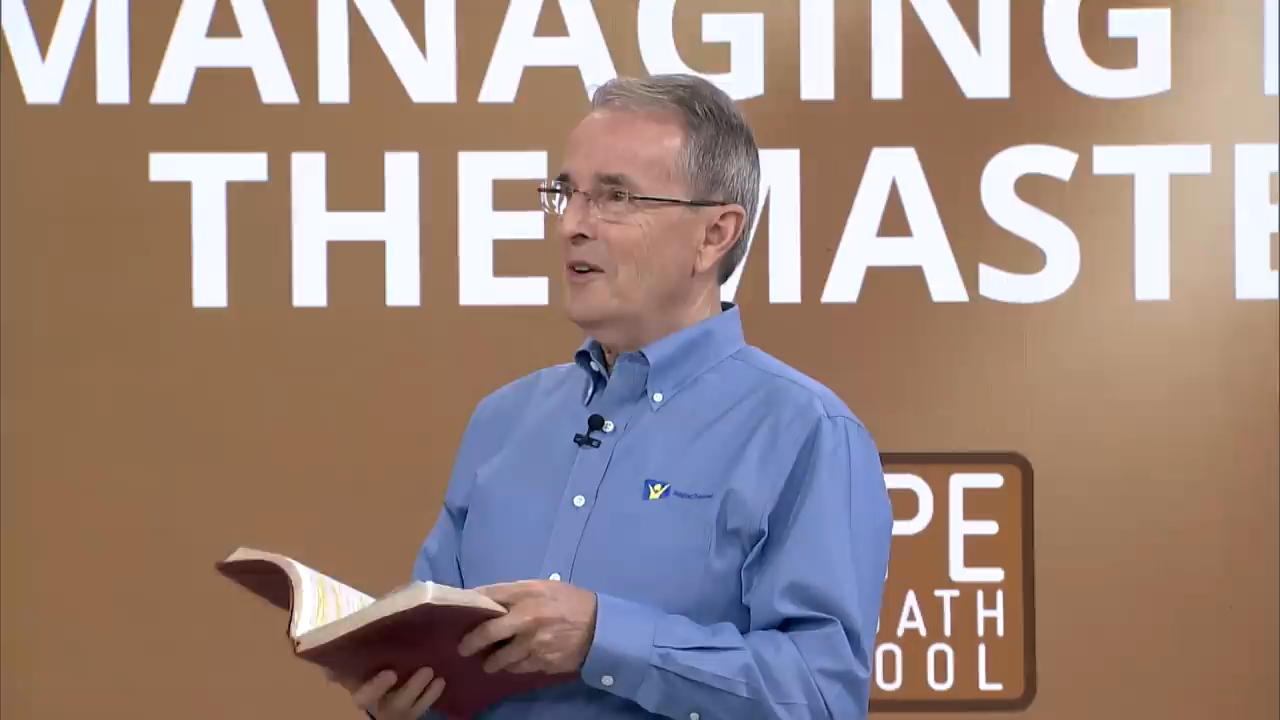 MANAGING
THE MASTE
PE
ATH
OOL